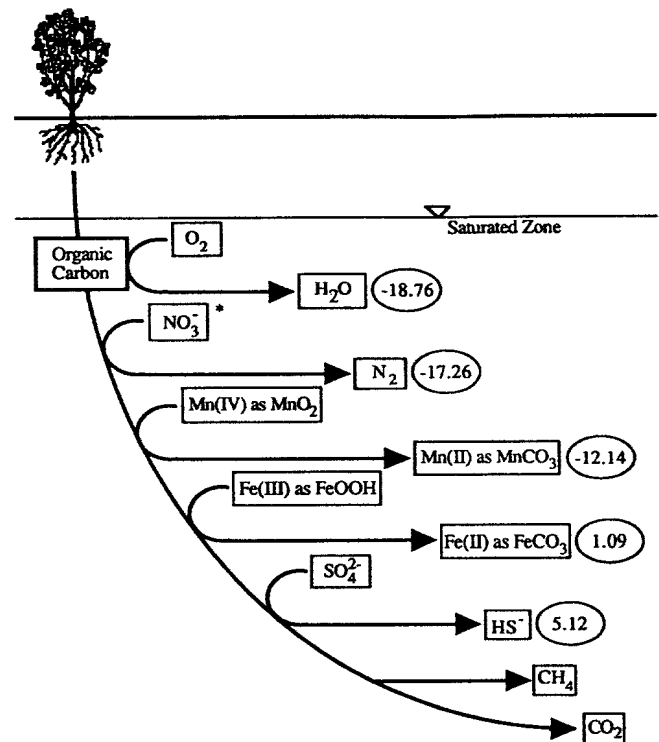 Saturated Zone
Organic
Carbon
O₂
H₂O
-18.76
NO₃⁻ *
N₂
-17.26
Mn(IV) as MnO₂
Mn(II) as MnCO₃
-12.14
Fe(III) as FeOOH
Fe(II) as FeCO₃
1.09
SO₄²⁻
HS⁻
5.12
CH₄
CO₂